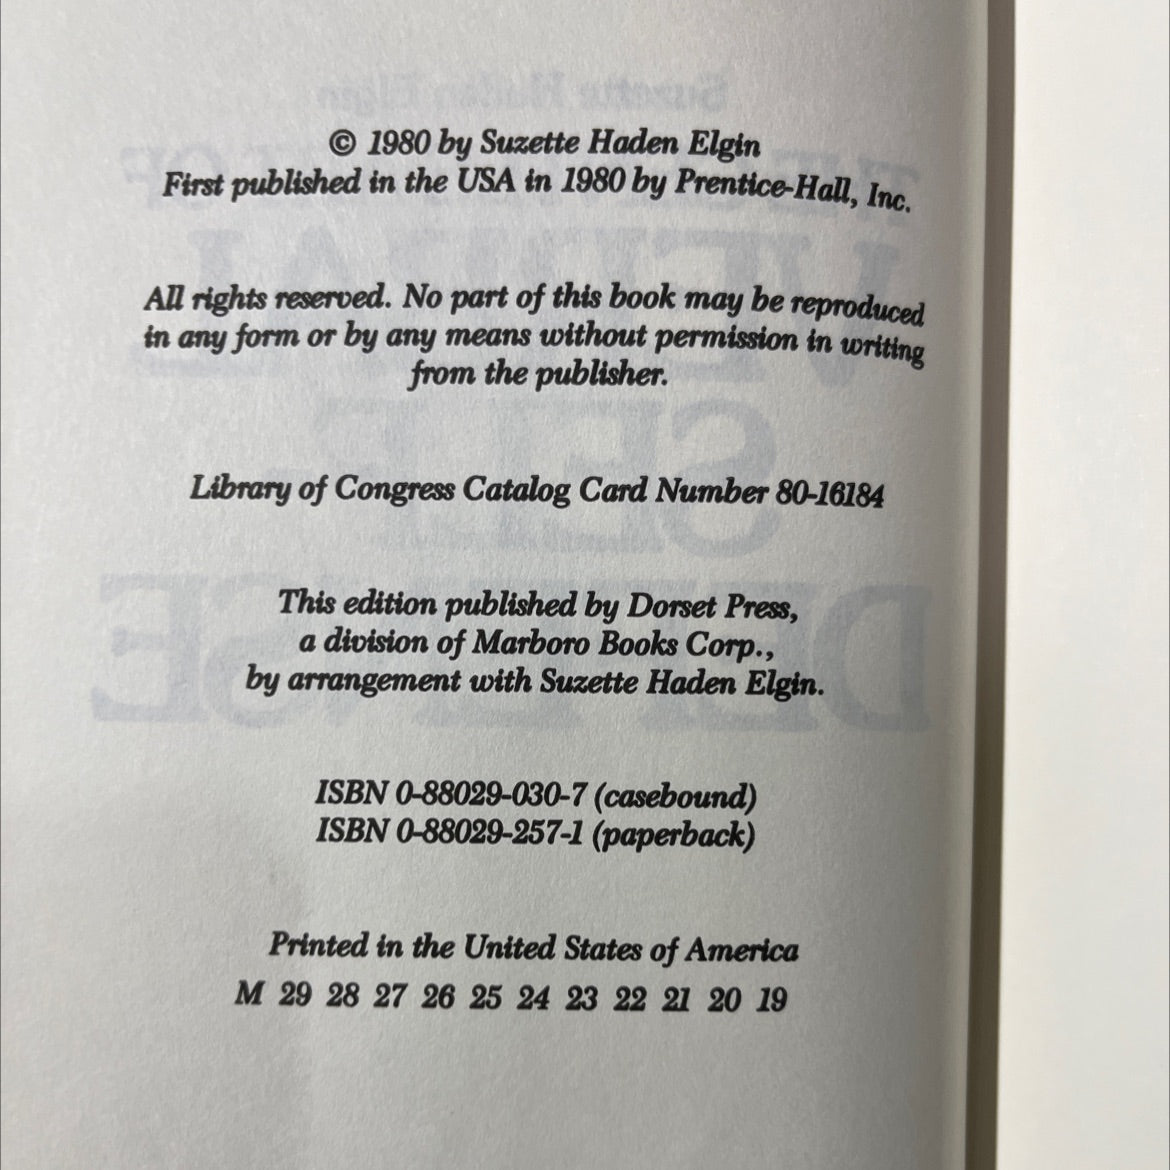 © 1980 by Suzette Haden Elgin
First published in the USA in 1980 by Prentice-Hall, Inc.
All rights reserved. No part of this book may be reproduced
in any form or by any means without permission in writing
from the publisher.
Library of Congress Catalog Card Number 80-16184
This edition published by Dorset Press,
a division of Marboro Books Corp.,
by arrangement with Suzette Haden Elgin.
ISBN 0-88029-030-7 (casebound)
ISBN 0-88029-257-1 (paperback)
Printed in the United States of America
M 29 28 27 26 25 24 23 22 21 20 19